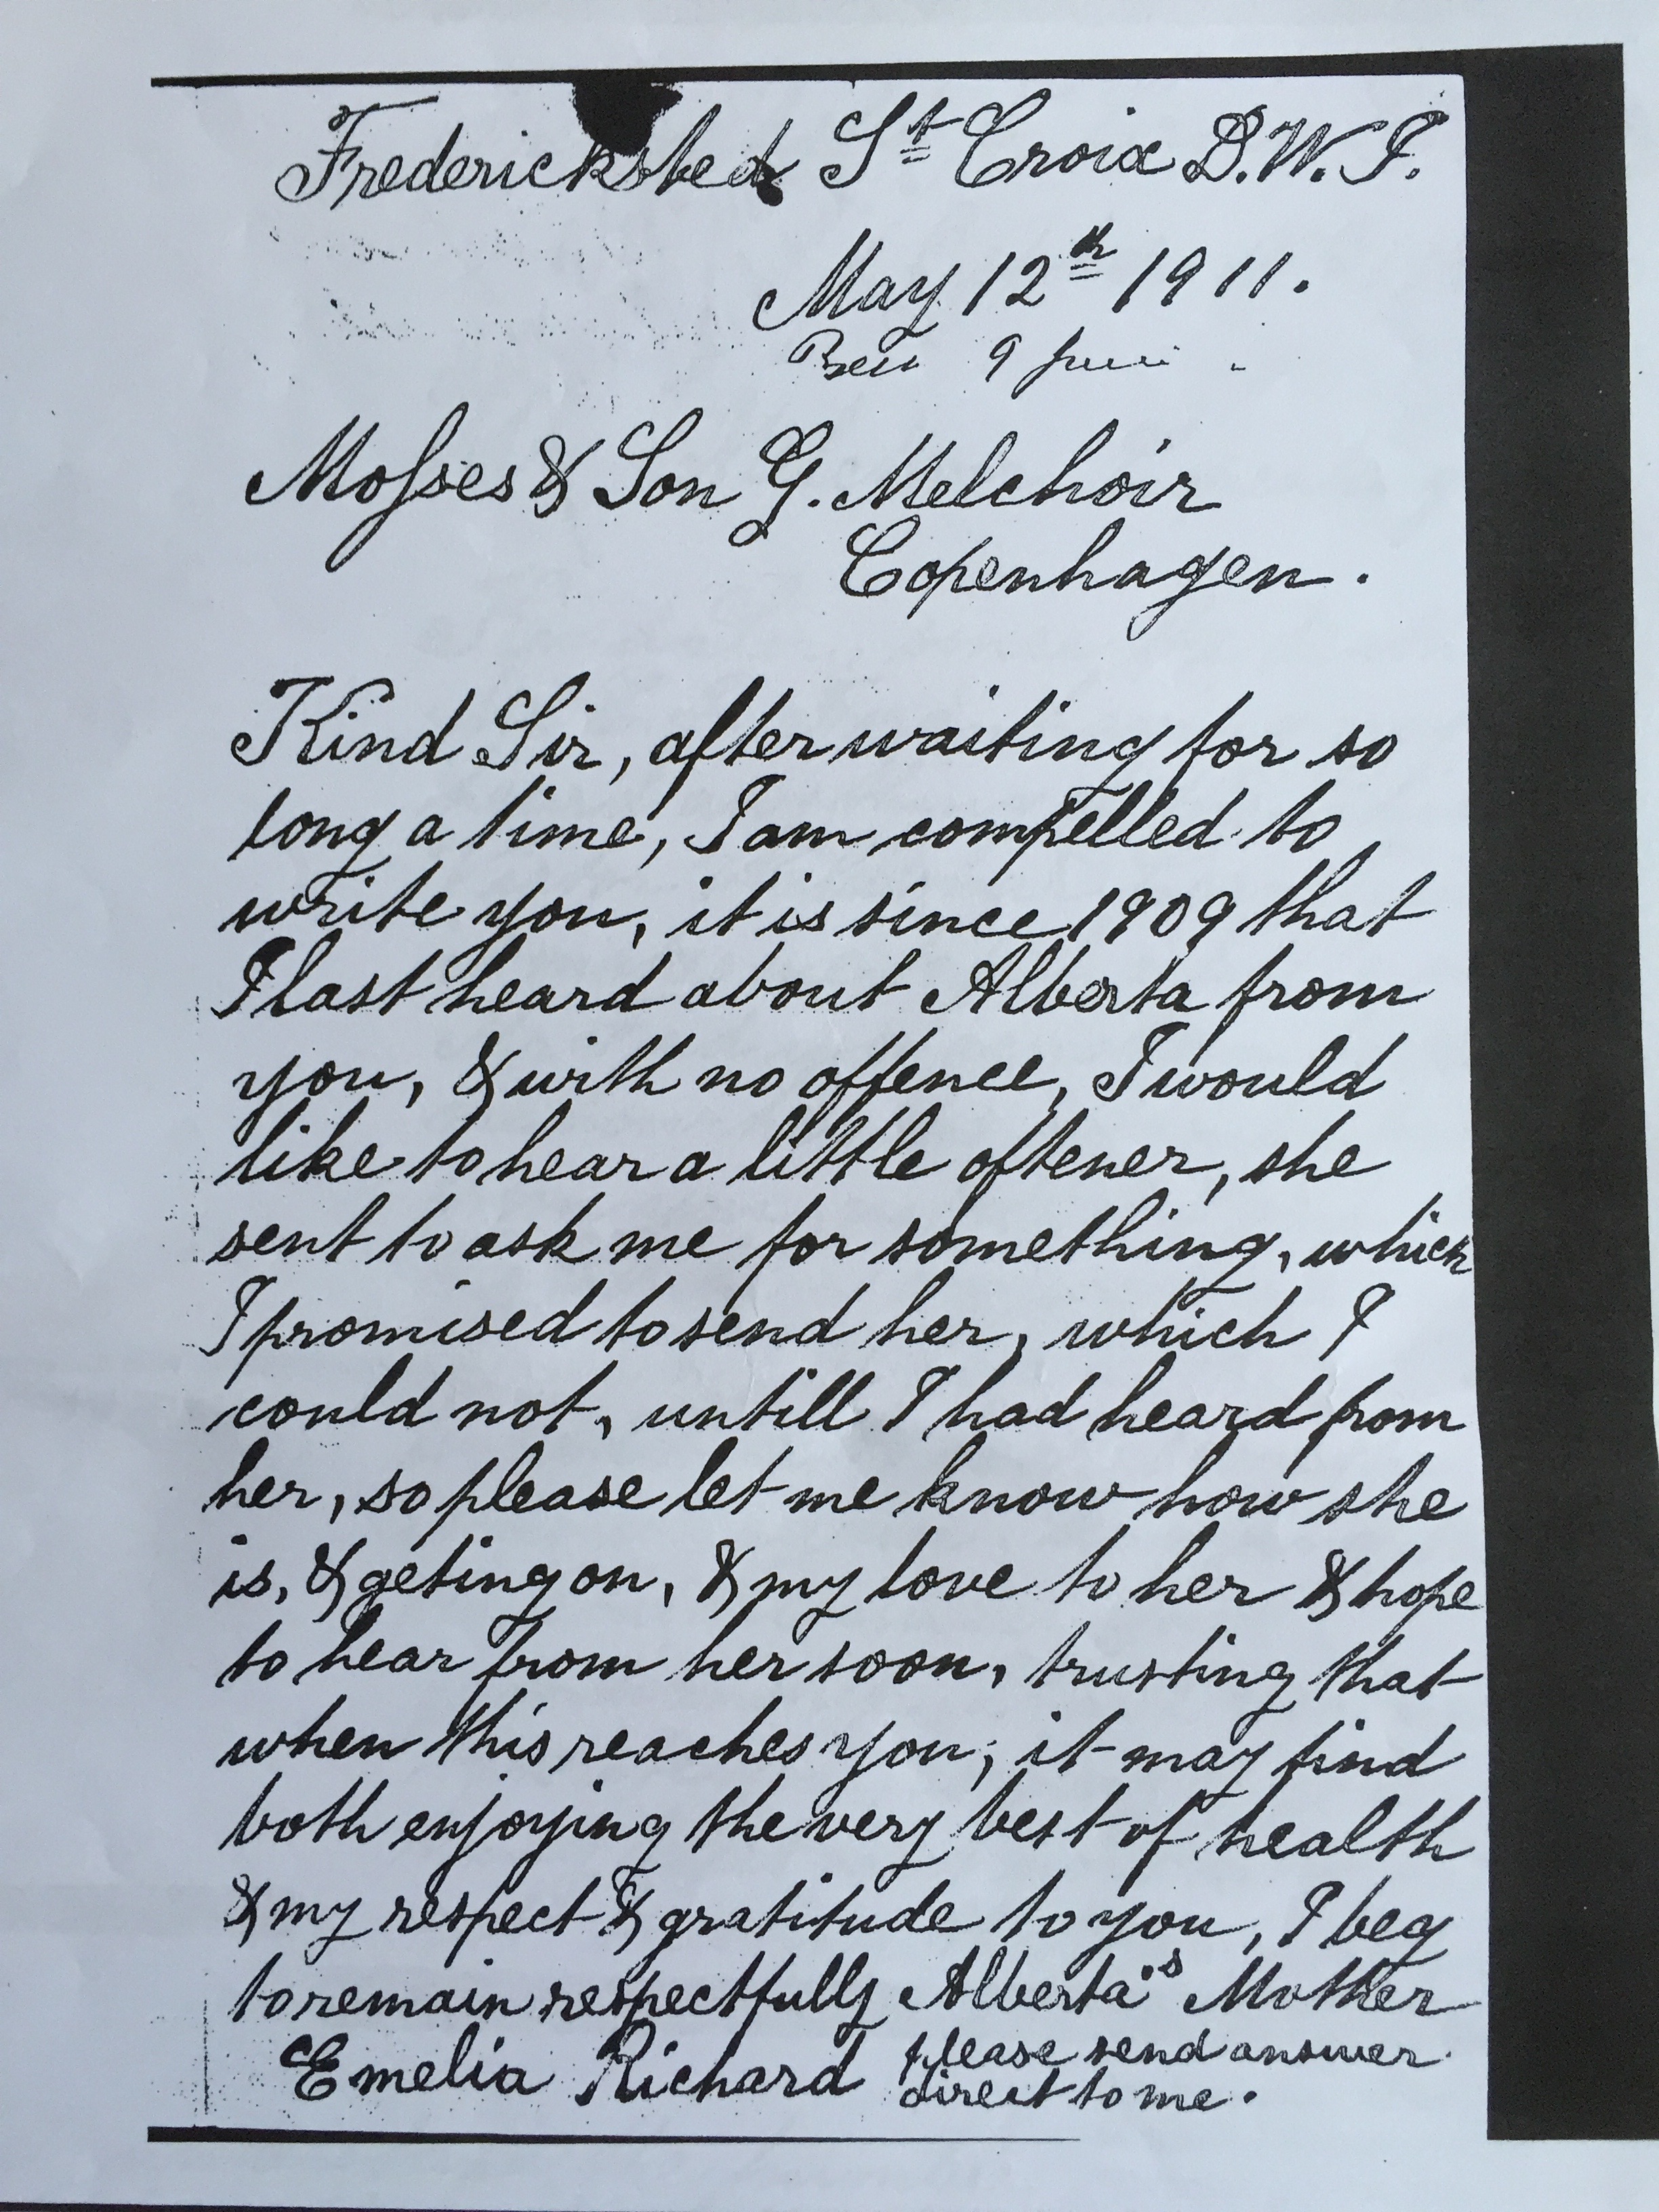 Fredericksted St Croix D.W.I.
May 12th 1911.
9 Juni
Mosses & Son G. Melchoir
Copenhagen.
Kind Sir, after waiting for so
long a time, I am compelled to
write you, it is since 1909 that
I last heard about Alberta from
you, & with no offence, I would
like to hear a little oftener, she
sent to ask me for something, which
I promised to send her, which I
could not, untill I had heard from
her, so please let me know how she
is, & geting on, & my love to her & hope
to hear from her soon, trusting that
when this reaches you, it may find
both enjoying the very best of health
& my respect & gratitude to you, I beg
to remain respectfully Alberta's Mother
Emelia Richard please send answer
direct to me.